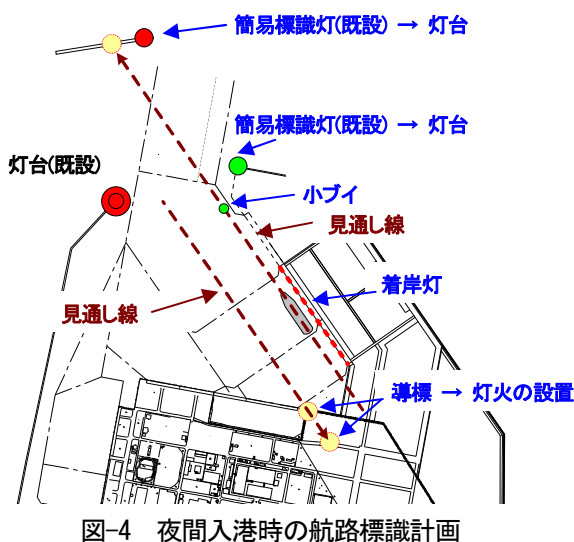 簡易標識灯(既設) → 灯台
簡易標識灯(既設) → 灯台
灯台(既設)
小ブイ
見通し線
着岸灯
見通し線
導標 → 灯火の設置
図-4 夜間入港時の航路標識計画